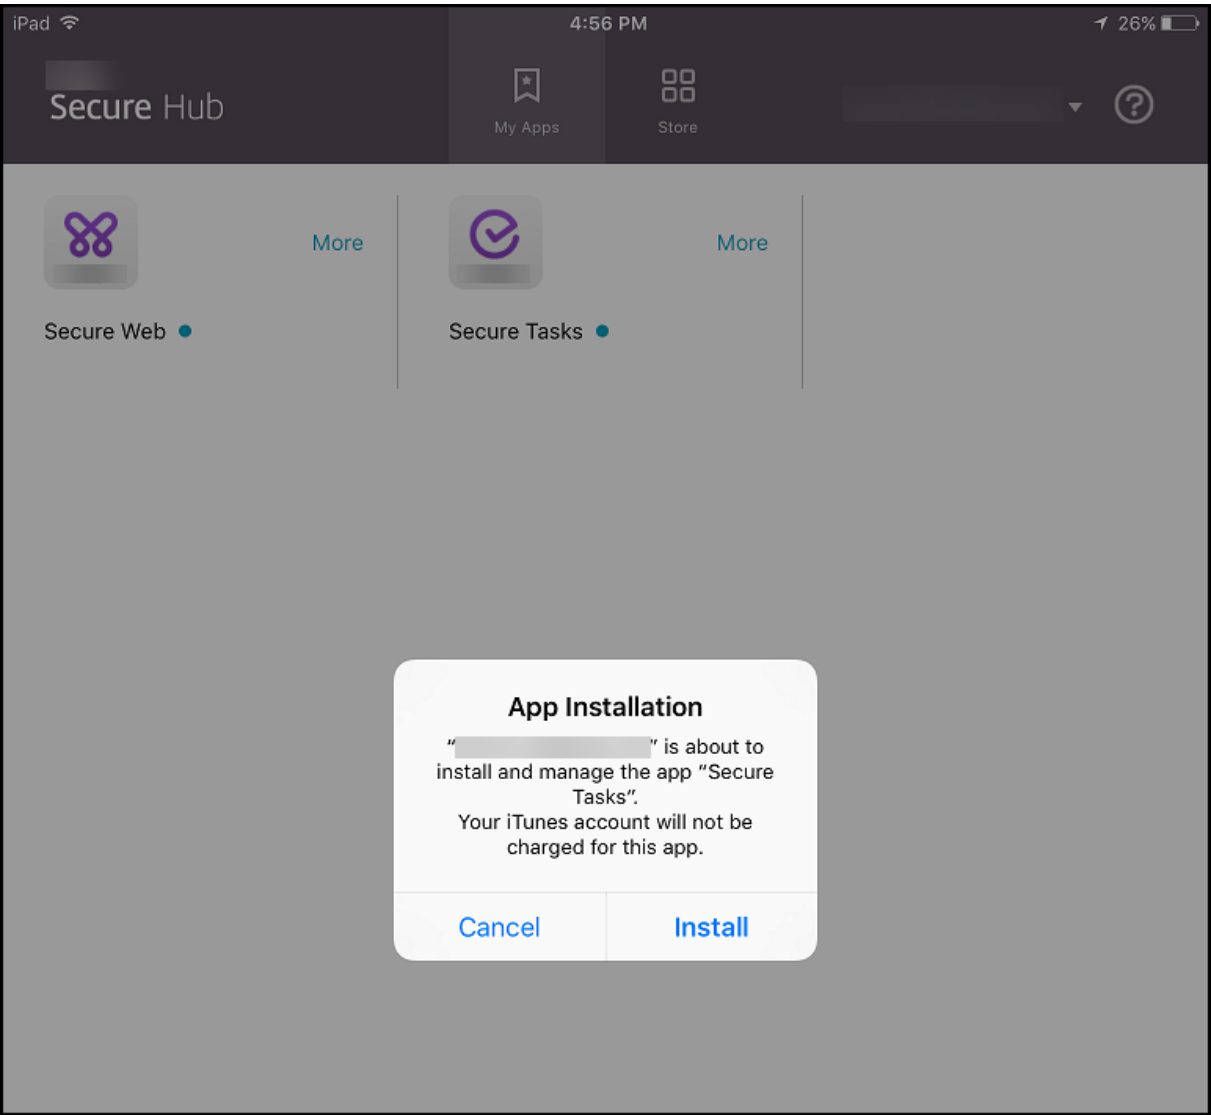 iPad 4:56 PM 26%
Secure Hub
My Apps Store
More More
Secure Web Secure Tasks
App Installation
“ ” is about to
install and manage the app “Secure
Tasks”.
Your iTunes account will not be
charged for this app.
Cancel Install